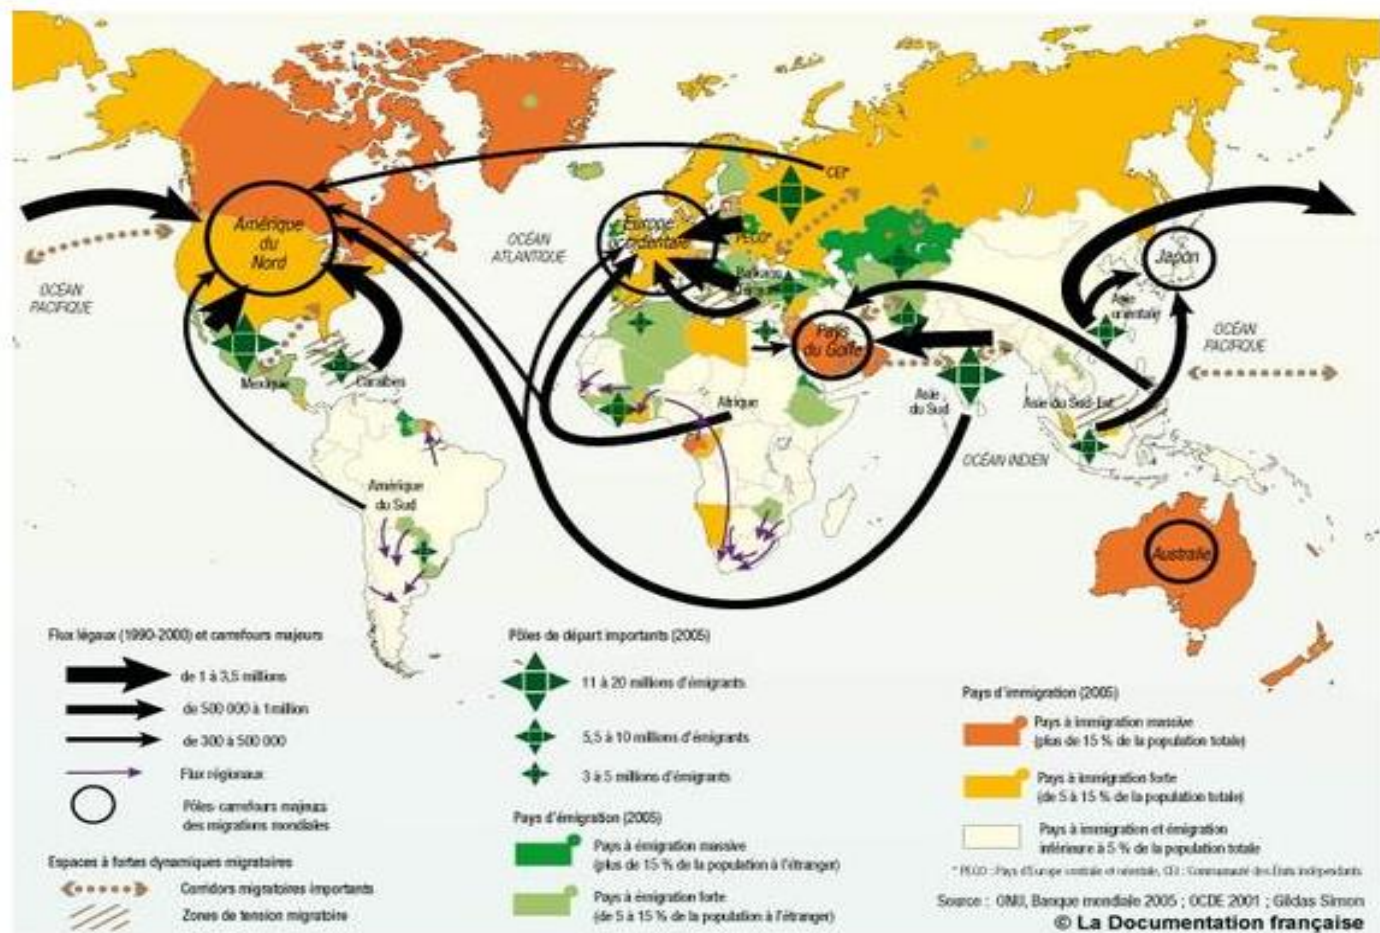 CEI*
Amérique
du
Nord
Europe
occidentale
OCÉAN
ATLANTIQUE
PECO*
Balkans
Japon
OCÉAN
PACIFIQUE
Asie
orientale
OCÉAN
PACIFIQUE
Pays
du Golfe
Mexique
Caraïbes
Afrique
Asie
du Sud
Asie du Sud-Est
OCÉAN INDIEN
Amérique
du Sud
Australie
Flux légaux (1990-2000) et carrefours majeurs
de 1 à 3,5 millions
de 500 000 à 1 million
de 300 à 500 000
Flux régionaux
Pôles carrefours majeurs
des migrations mondiales
Espaces à fortes dynamiques migratoires
Corridors migratoires importants
Zones de tension migratoire
Pôles de départ importants (2005)
11 à 20 millions d'émigrants
5,5 à 10 millions d'émigrants
3 à 5 millions d'émigrants
Pays d'émigration (2005)
Pays à émigration massive
(plus de 15 % de la population à l'étranger)
Pays à émigration forte
(de 5 à 15 % de la population à l'étranger)
Pays d'immigration (2005)
Pays à immigration massive
(plus de 15 % de la population totale)
Pays à immigration forte
(de 5 à 15 % de la population totale)
Pays à immigration et émigration
inférieure à 5 % de la population totale
* PECO : Pays d'Europe centrale et orientale, CEI : Communauté des États indépendants
Source : ONU, Banque mondiale 2005 ; OCDE 2001 ; Gildas Simon
© La Documentation française